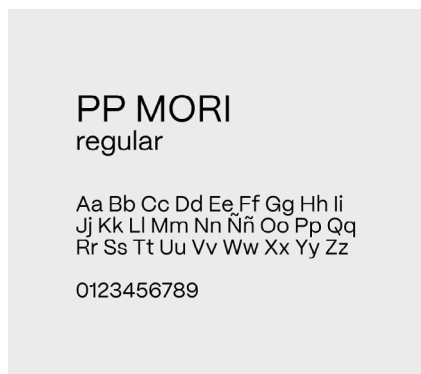 PP MORI
regular
Aa Bb Cc Dd Ee Ff Gg Hh Ii
Jj Kk Ll Mm Nn Ññ Oo Pp Qq
Rr Ss Tt Uu Vv Ww Xx Yy Zz
0123456789